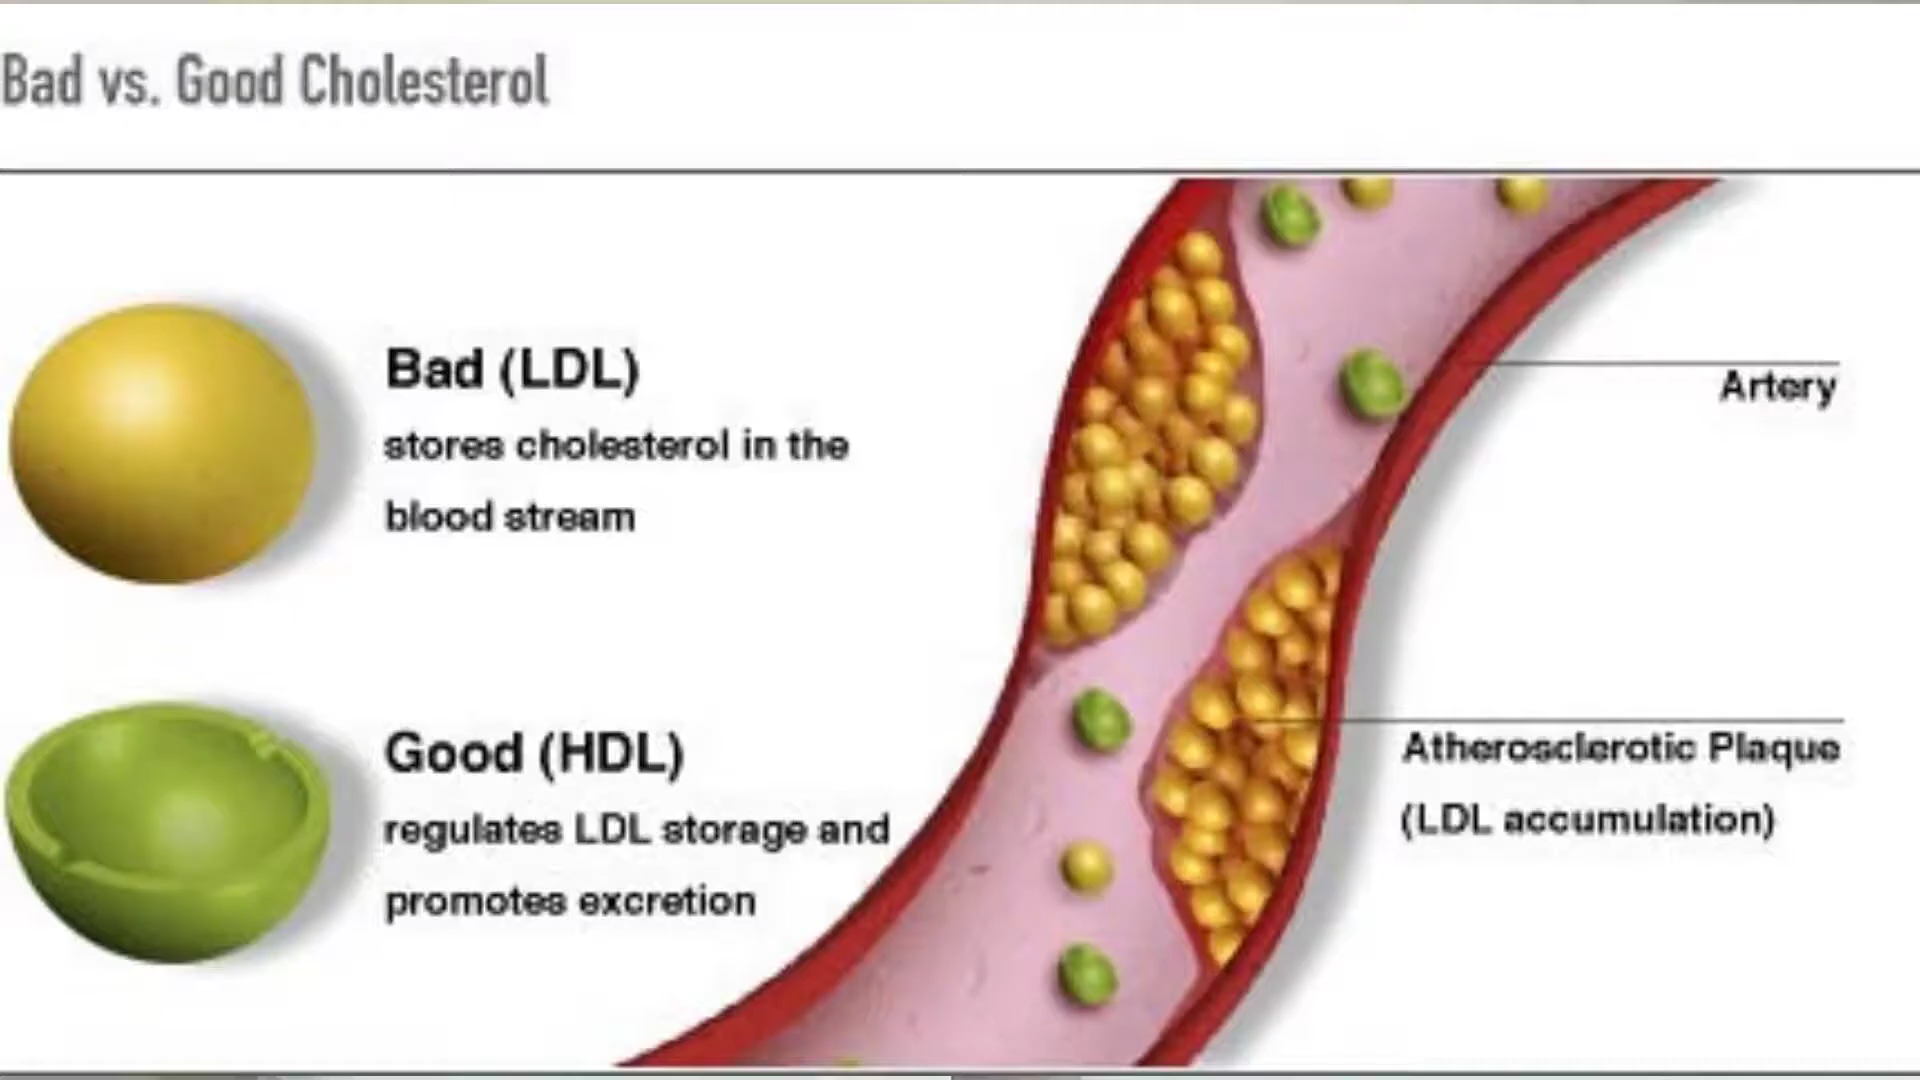 Bad vs. Good Cholesterol
Bad (LDL)
stores cholesterol in the
blood stream
Good (HDL)
regulates LDL storage and
promotes excretion
Artery
Atherosclerotic Plaque
(LDL accumulation)